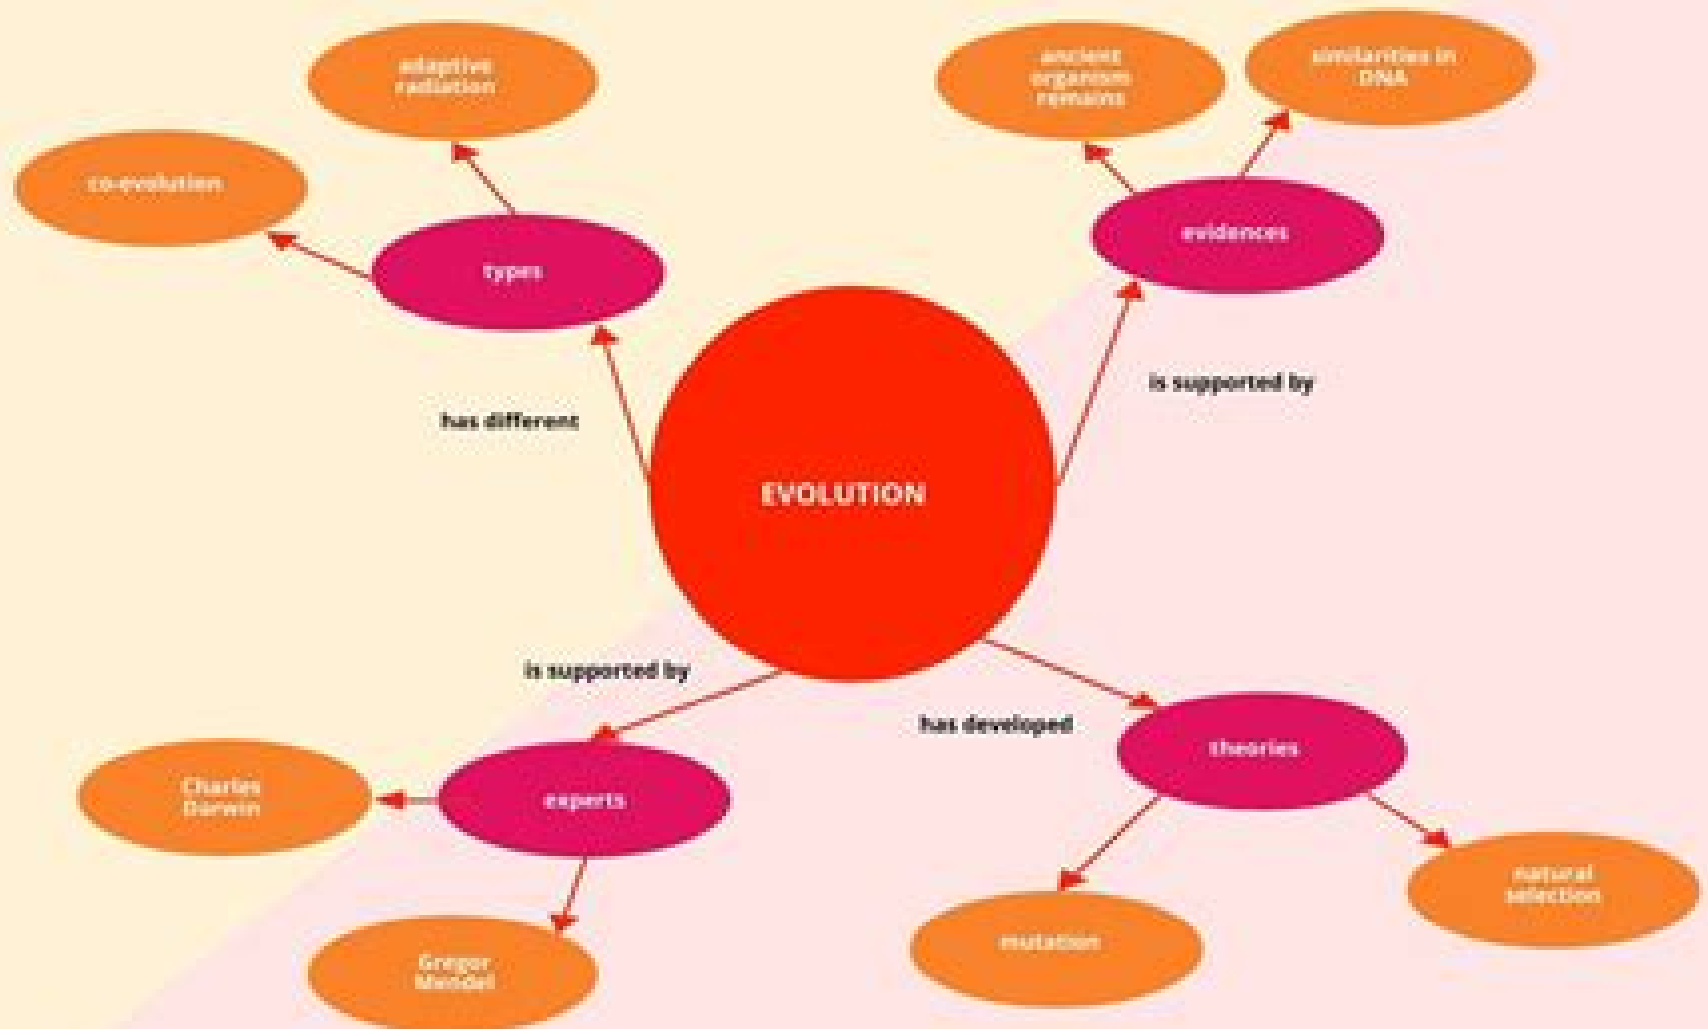 adaptive
radiation
ancient
organism
remains
similarities in
DNA
co-evolution
types
evidences
has different
is supported by
EVOLUTION
is supported by
has developed
Charles
Darwin
experts
theories
Gregor
Mendel
mutation
natural
selection